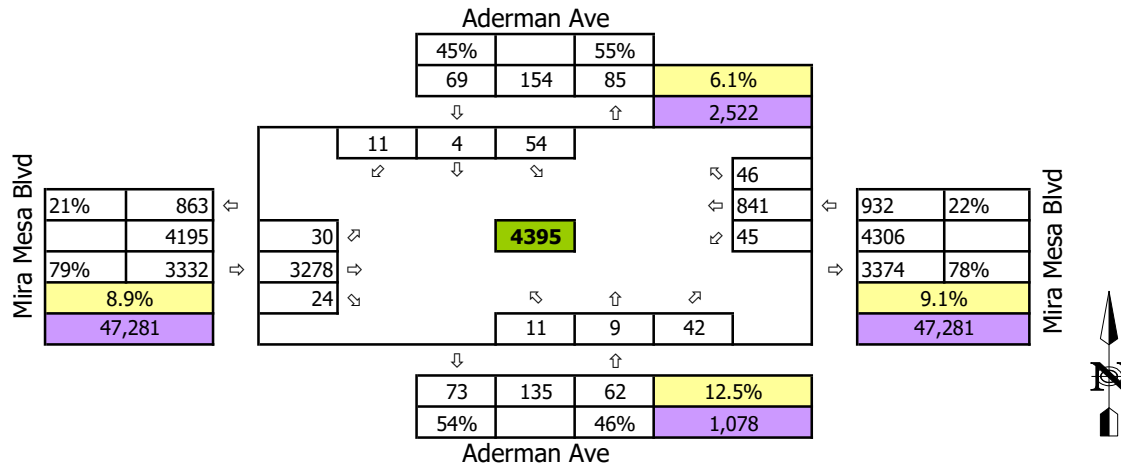 Aderman Ave
45% 55%
69 154 85 6.1%
⇩ ⇧ 2,522
11 4 54
⬃ ⇩ ⬂ ⬁ 46
21% 863 ⇦ ⇦ 841 ⇦ 932 22%
Mira Mesa Blvd
4195 30 ⬀ 4395 ⬃ 45 4306
Mira Mesa Blvd
79% 3332 ⇨ 3278 ⇨ ⇨ 3374 78%
8.9% 24 ⬂ ⬁ ⇧ ⬀ 9.1%
47,281 11 9 42 47,281
⇩ ⇧
N
73 135 62 12.5%
54% 46% 1,078
Aderman Ave